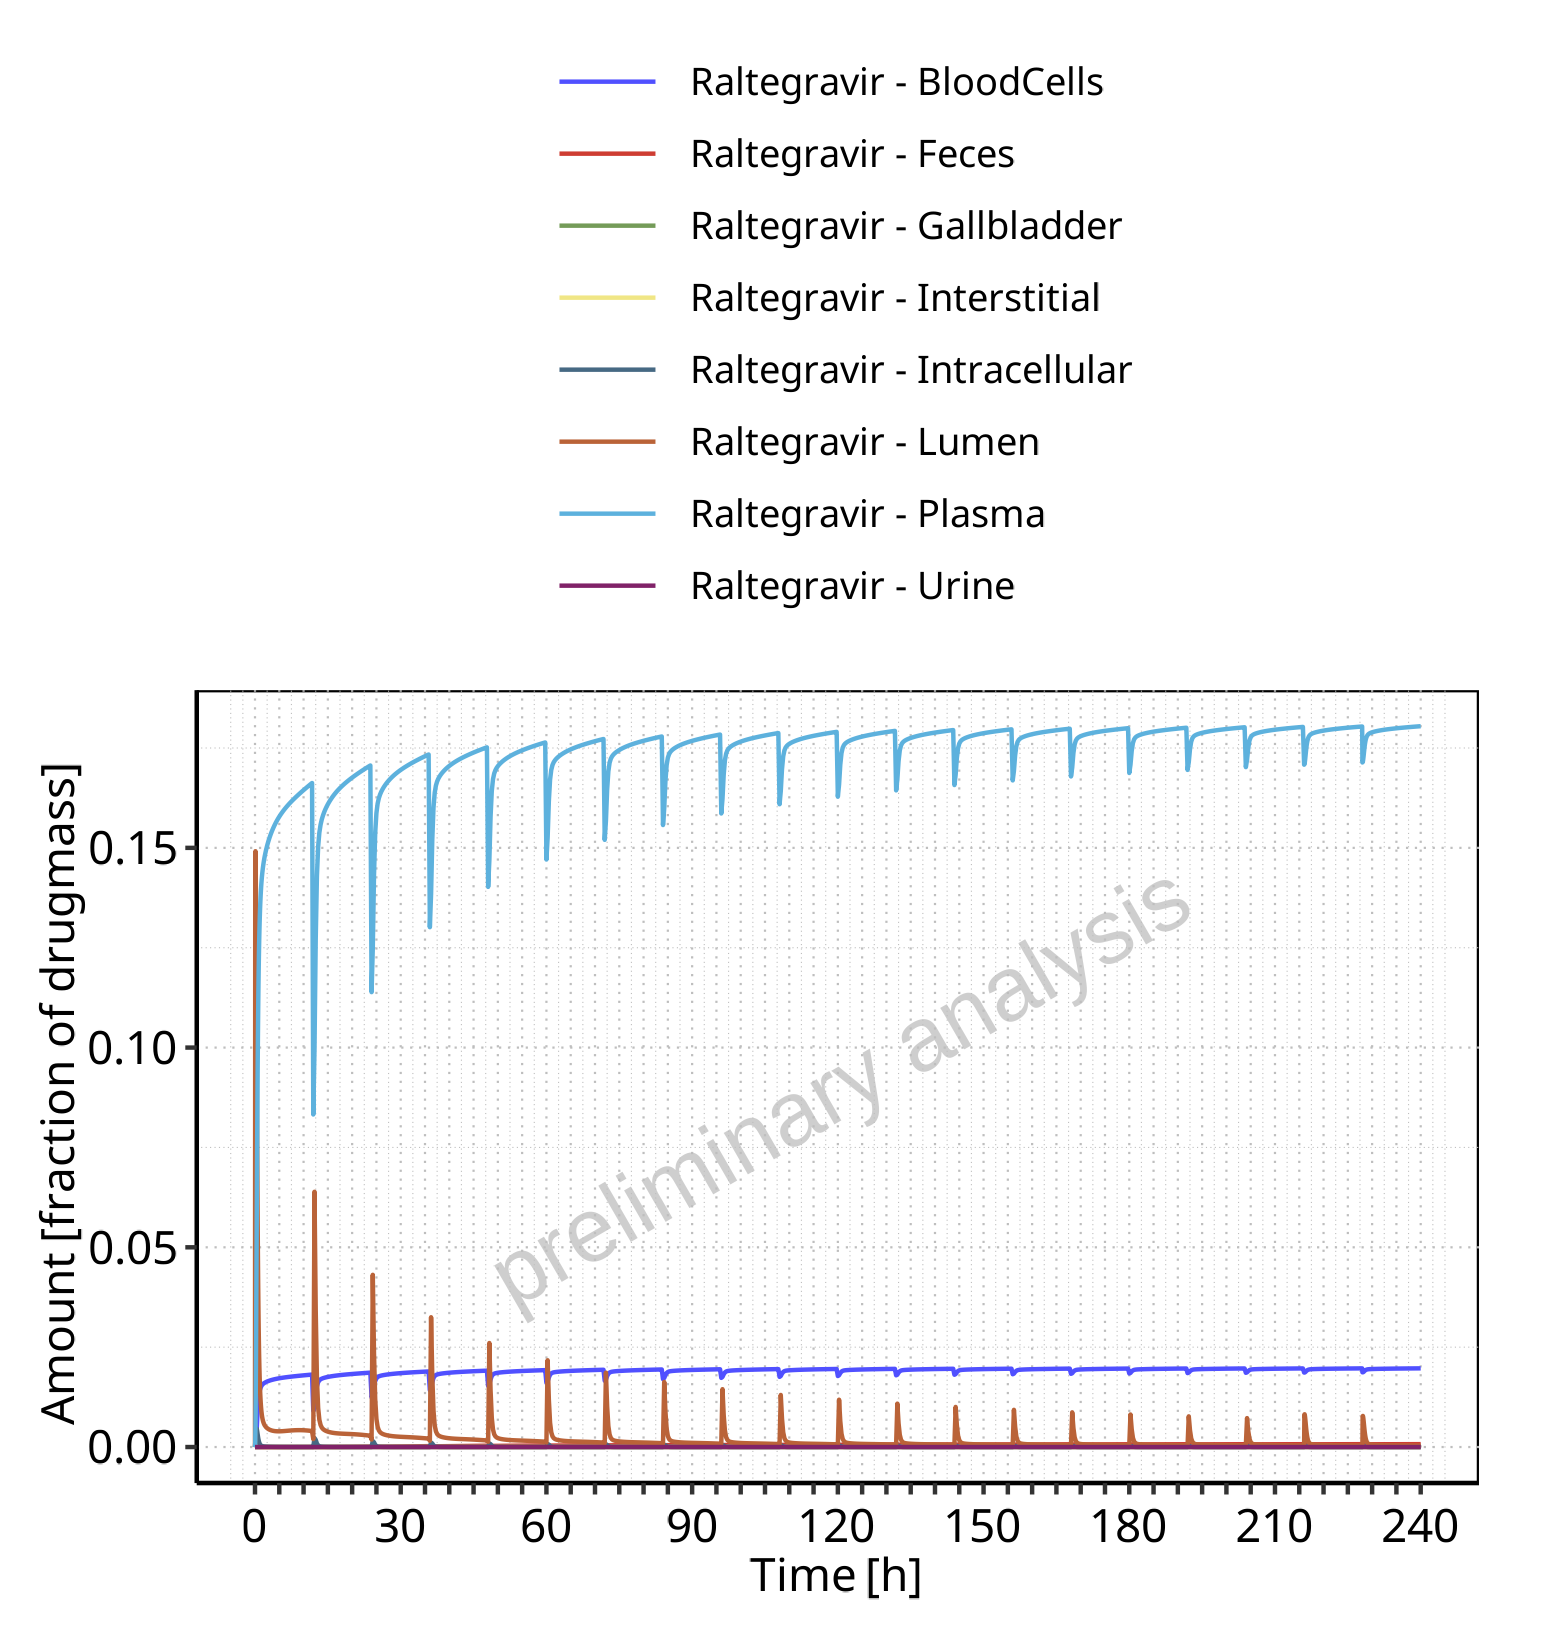 Raltegravir - BloodCells
Raltegravir - Feces
Raltegravir - Gallbladder
Raltegravir - Interstitial
Raltegravir - Intracellular
Raltegravir - Lumen
Raltegravir - Plasma
Raltegravir - Urine
Amount [fraction of drugmass]
0.15
0.10
0.05
0.00
preliminary analysis
0 30 60 90 120 150 180 210 240
Time [h]